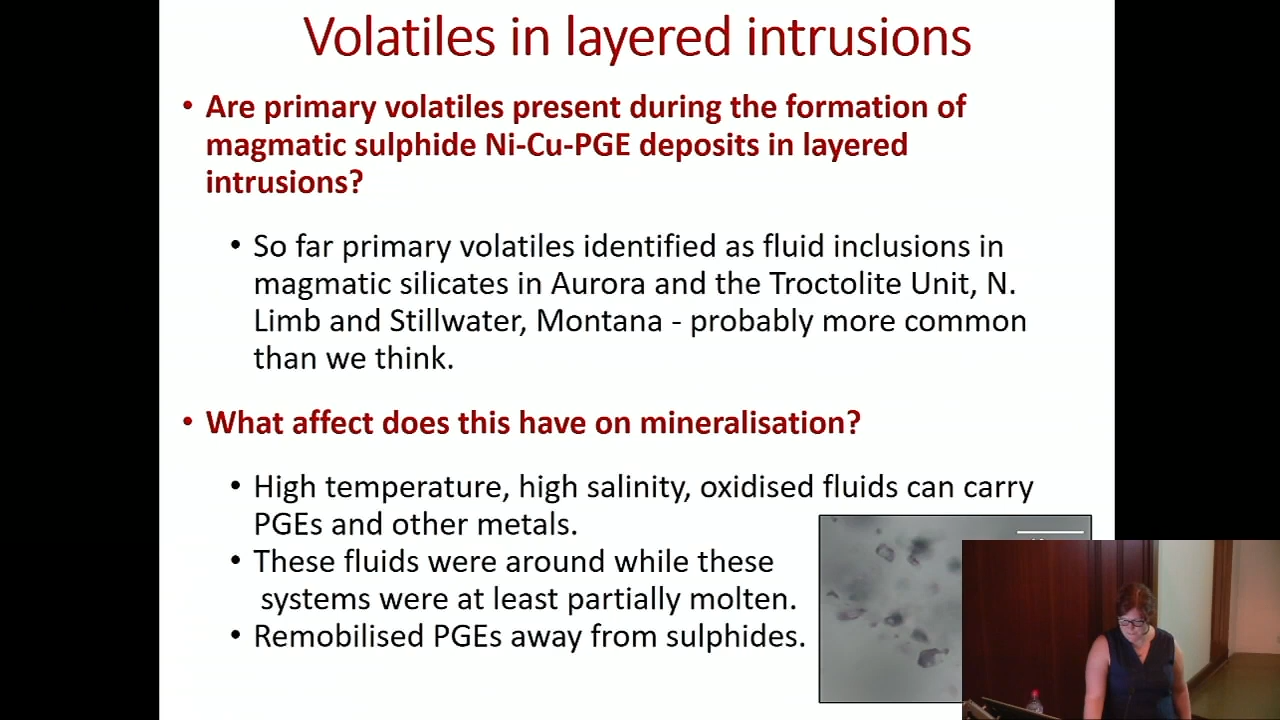 Volatiles in layered intrusions
• Are primary volatiles present during the formation of
magmatic sulphide Ni-Cu-PGE deposits in layered
intrusions?
• So far primary volatiles identified as fluid inclusions in
magmatic silicates in Aurora and the Troctolite Unit, N.
Limb and Stillwater, Montana - probably more common
than we think.
• What affect does this have on mineralisation?
• High temperature, high salinity, oxidised fluids can carry
PGEs and other metals.
• These fluids were around while these
systems were at least partially molten.
• Remobilised PGEs away from sulphides.